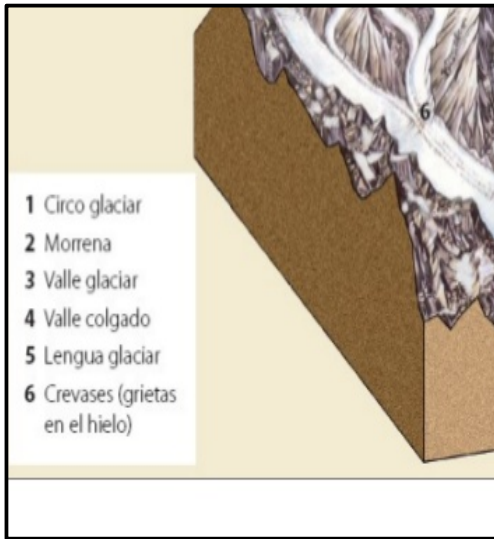 6
1 Circo glaciar
2 Morrena
3 Valle glaciar
4 Valle colgado
5 Lengua glaciar
6 Crevases (grietas
en el hielo)